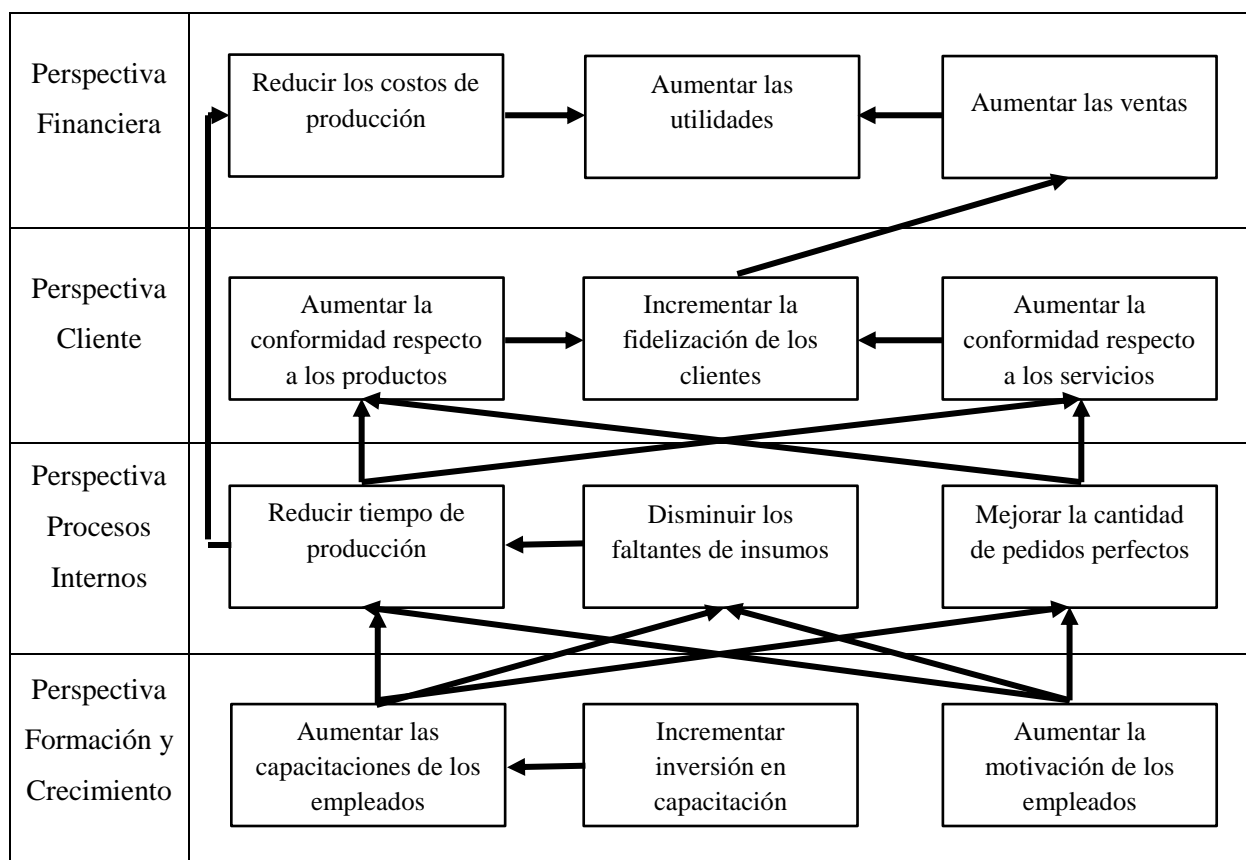 Perspectiva
Financiera
Reducir los costos de
producción
Aumentar las
utilidades
Aumentar las ventas
Perspectiva
Cliente
Aumentar la
conformidad respecto
a los productos
Incrementar la
fidelización de los
clientes
Aumentar la
conformidad respecto
a los servicios
Perspectiva
Procesos
Internos
Reducir tiempo de
producción
Disminuir los
faltantes de insumos
Mejorar la cantidad
de pedidos perfectos
Perspectiva
Formación y
Crecimiento
Aumentar las
capacitaciones de los
empleados
Incrementar
inversión en
capacitación
Aumentar la
motivación de los
empleados